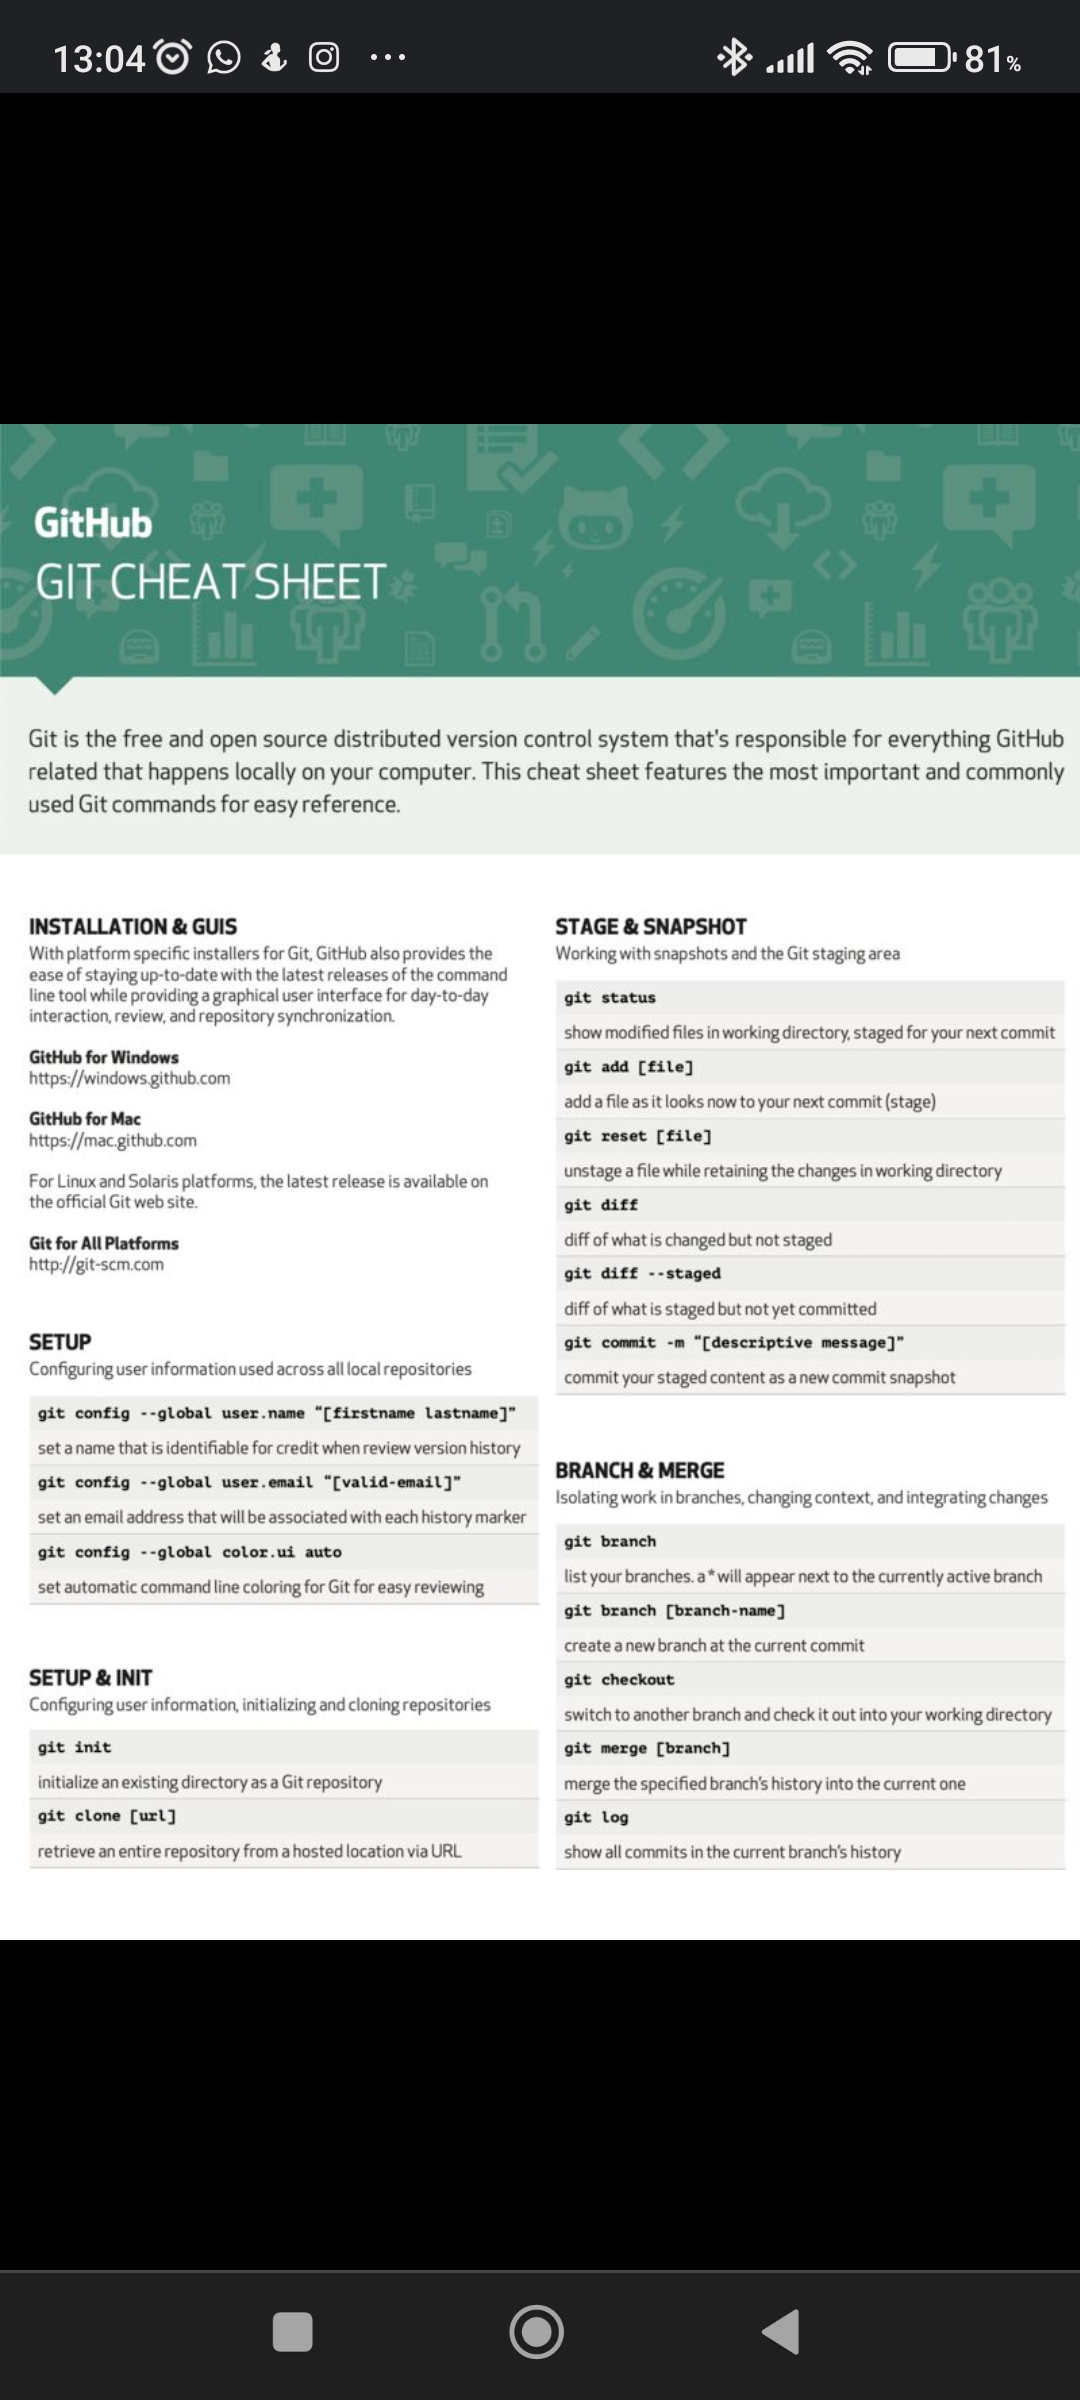 13:04
81%
GitHub
GIT CHEAT SHEET
Git is the free and open source distributed version control system that's responsible for everything GitHub
related that happens locally on your computer. This cheat sheet features the most important and commonly
used Git commands for easy reference.
INSTALLATION & GUIS
With platform specific installers for Git, GitHub also provides the
ease of staying up-to-date with the latest releases of the command
line tool while providing a graphical user interface for day-to-day
interaction, review, and repository synchronization.
GitHub for Windows
https://windows.github.com
GitHub for Mac
https://mac.github.com
For Linux and Solaris platforms, the latest release is available on
the official Git web site.
Git for All Platforms
http://git-scm.com
SETUP
Configuring user information used across all local repositories
git config --global user.name “[firstname lastname]”
set a name that is identifiable for credit when review version history
git config --global user.email “[valid-email]”
set an email address that will be associated with each history marker
git config --global color.ui auto
set automatic command line coloring for Git for easy reviewing
SETUP & INIT
Configuring user information, initializing and cloning repositories
git init
initialize an existing directory as a Git repository
git clone [url]
retrieve an entire repository from a hosted location via URL
STAGE & SNAPSHOT
Working with snapshots and the Git staging area
git status
show modified files in working directory, staged for your next commit
git add [file]
add a file as it looks now to your next commit (stage)
git reset [file]
unstage a file while retaining the changes in working directory
git diff
diff of what is changed but not staged
git diff --staged
diff of what is staged but not yet committed
git commit -m “[descriptive message]”
commit your staged content as a new commit snapshot
BRANCH & MERGE
Isolating work in branches, changing context, and integrating changes
git branch
list your branches. a * will appear next to the currently active branch
git branch [branch-name]
create a new branch at the current commit
git checkout
switch to another branch and check it out into your working directory
git merge [branch]
merge the specified branch’s history into the current one
git log
show all commits in the current branch’s history